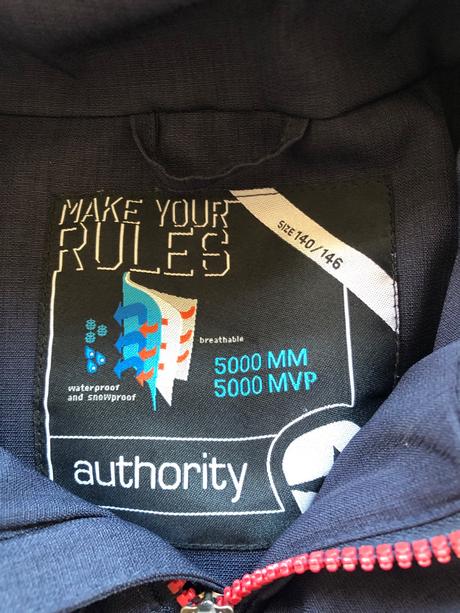 MAKE YOUR
RULES
SIZE 140/146
breathable
waterproof
and snowproof
5000 MM
5000 MVP
authority